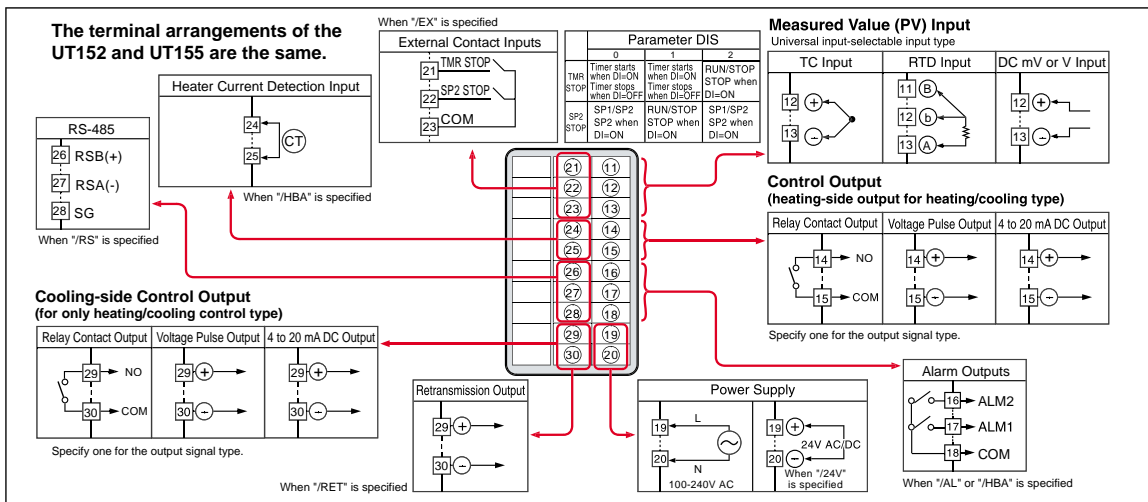 The terminal arrangements of the
UT152 and UT155 are the same.
When "/EX" is specified
External Contact Inputs
21 TMR STOP
22 SP2 STOP
23 COM
Parameter DIS
0 1 2
TMR STOP
Timer starts when DI=ON Timer stops when DI=OFF
Timer starts when DI=ON Timer stops when DI=OFF
RUN/STOP STOP when DI=ON
SP2 STOP
SP1/SP2 SP2 when DI=ON
RUN/STOP STOP when DI=ON
SP1/SP2 SP2 when DI=ON
Measured Value (PV) Input
Universal input-selectable input type
TC Input RTD Input DC mV or V Input
12 +
13 -
11 B
12 b
13 A
12 +
13 -
Heater Current Detection Input
24
25
CT
When "/HBA" is specified
RS-485
26 RSB(+)
27 RSA(-)
28 SG
When "/RS" is specified
21 11
22 12
23 13
24 14
25 15
26 16
27 17
28 18
29 19
30 20
Control Output
(heating-side output for heating/cooling type)
Relay Contact Output Voltage Pulse Output 4 to 20 mA DC Output
14 NO 14 + 14 +
15 COM 15 - 15 -
Specify one for the output signal type.
Cooling-side Control Output
(for only heating/cooling control type)
Relay Contact Output Voltage Pulse Output 4 to 20 mA DC Output
29 NO 29 + 29 +
30 COM 30 - 30 -
Specify one for the output signal type.
Retransmission Output
29 +
30 -
When "/RET" is specified
Power Supply
19 L
20 N
100-240V AC
19 +
24V AC/DC
20 -
When "/24V"
is specified
Alarm Outputs
16 ALM2
17 ALM1
18 COM
When "/AL" or "/HBA" is specified